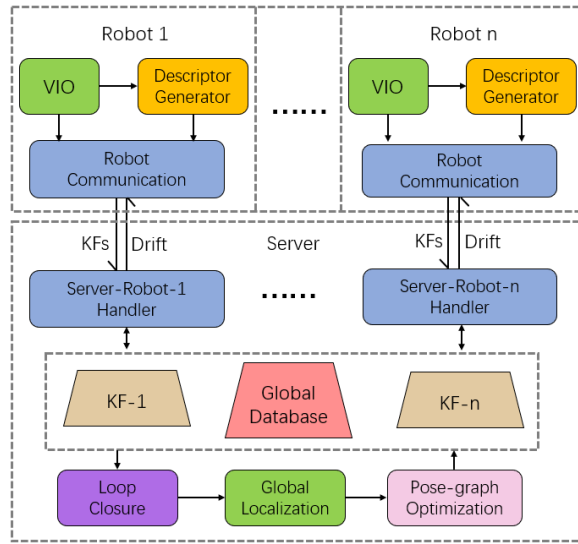 Robot 1
Robot n
VIO
Descriptor
Generator
......
VIO
Descriptor
Generator
Robot
Communication
Robot
Communication
KFs
Drift
Server
KFs
Drift
Server-Robot-1
Handler
......
Server-Robot-n
Handler
KF-1
Global
Database
KF-n
Loop
Closure
Global
Localization
Pose-graph
Optimization